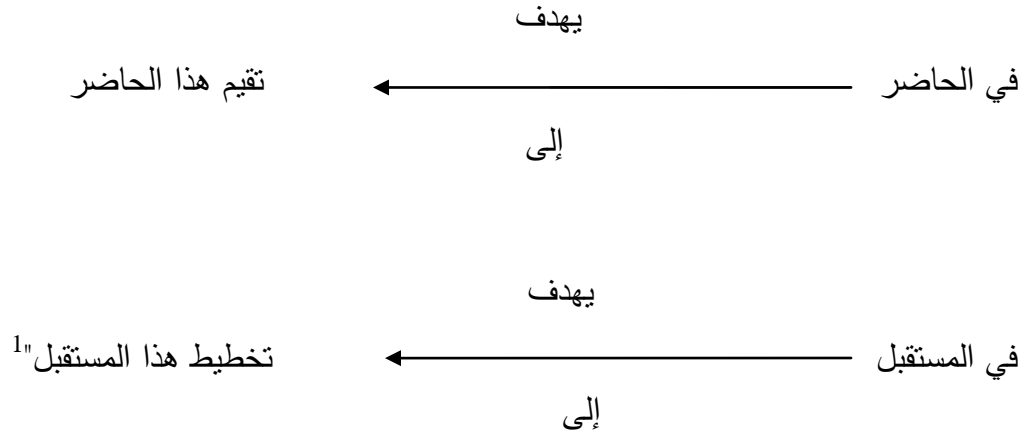 يهدف
في الحاضر تقيم هذا الحاضر
إلى
يهدف
في المستقبل تخطيط هذا المستقبل"1
إلى